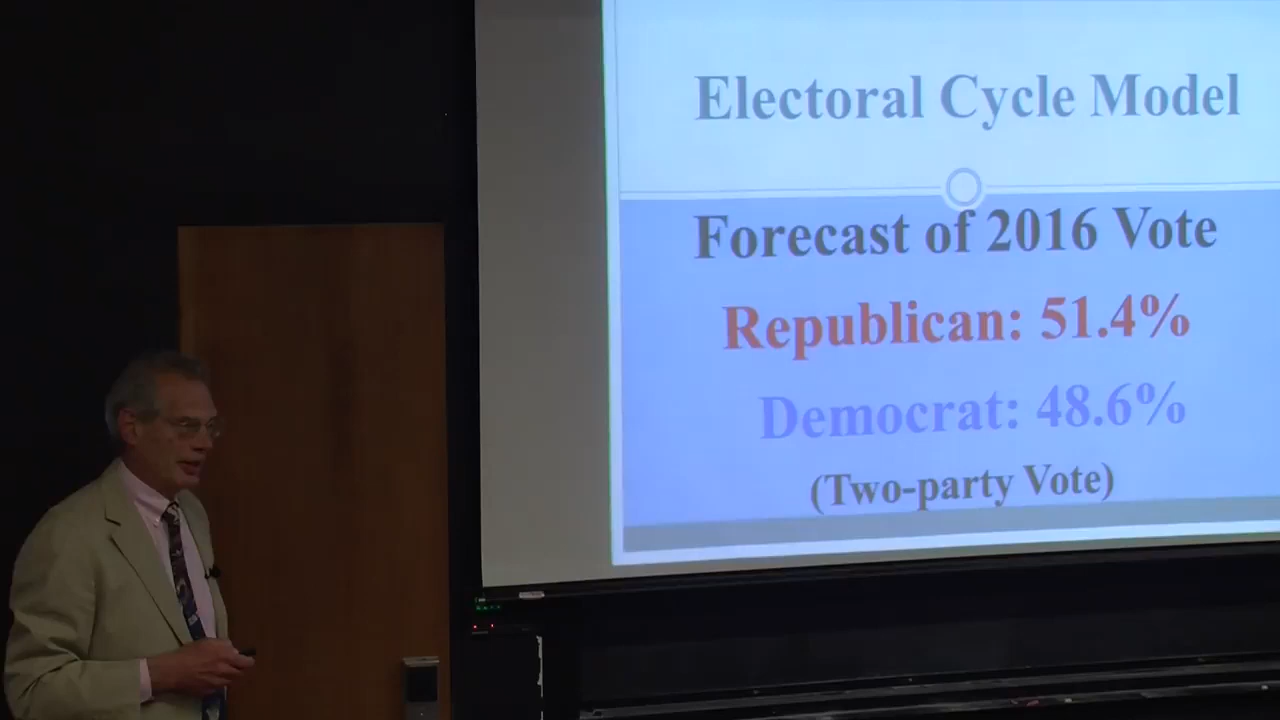 Electoral Cycle Model
Forecast of 2016 Vote
Republican: 51.4%
Democrat: 48.6%
(Two-party Vote)